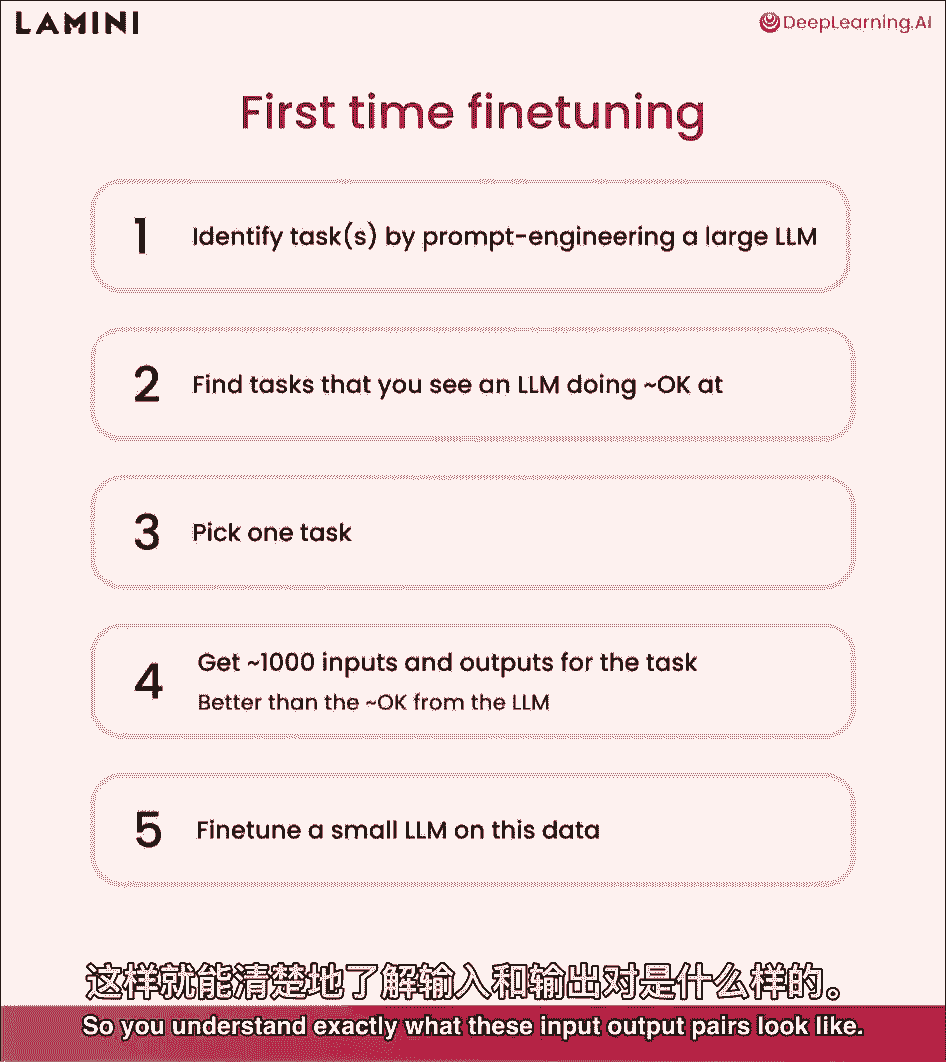 LAMINI
DeepLearning.AI
First time finetuning
1
Identify task(s) by prompt-engineering a large LLM
2
Find tasks that you see an LLM doing ~OK at
3
Pick one task
4
Get ~1000 inputs and outputs for the task
Better than the ~OK from the LLM
5
Finetune a small LLM on this data
这样就能清楚地了解输入和输出对是什么样的。
So you understand exactly what these input output pairs look like.